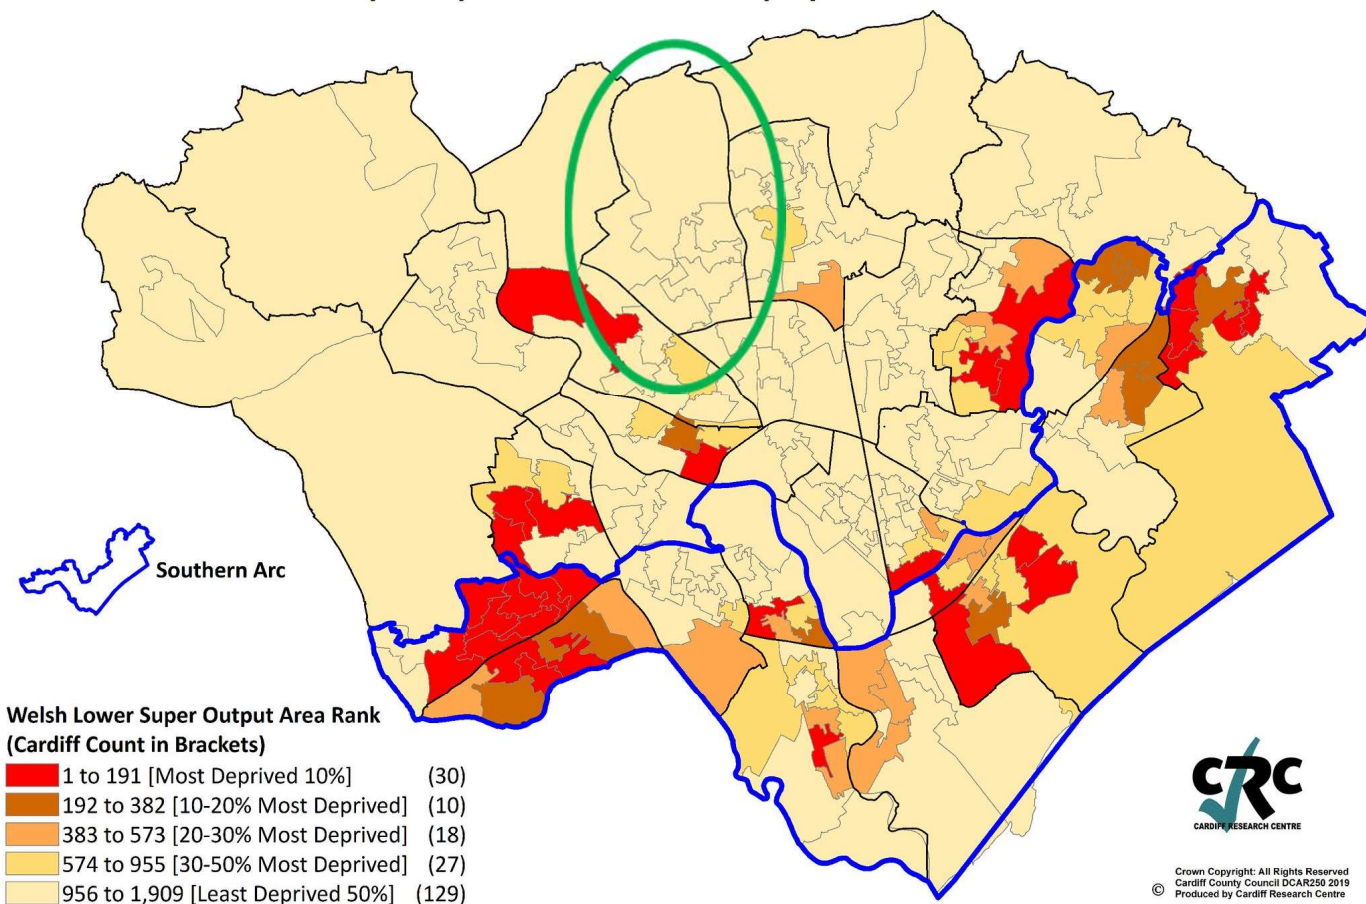 Southern Arc
Welsh Lower Super Output Area Rank
(Cardiff Count in Brackets)
1 to 191 [Most Deprived 10%] (30)
192 to 382 [10-20% Most Deprived] (10)
383 to 573 [20-30% Most Deprived] (18)
574 to 955 [30-50% Most Deprived] (27)
956 to 1,909 [Least Deprived 50%] (129)
CRC
CARDIFF RESEARCH CENTRE
Crown Copyright: All Rights Reserved
Cardiff County Council DCAR250 2019
© Produced by Cardiff Research Centre